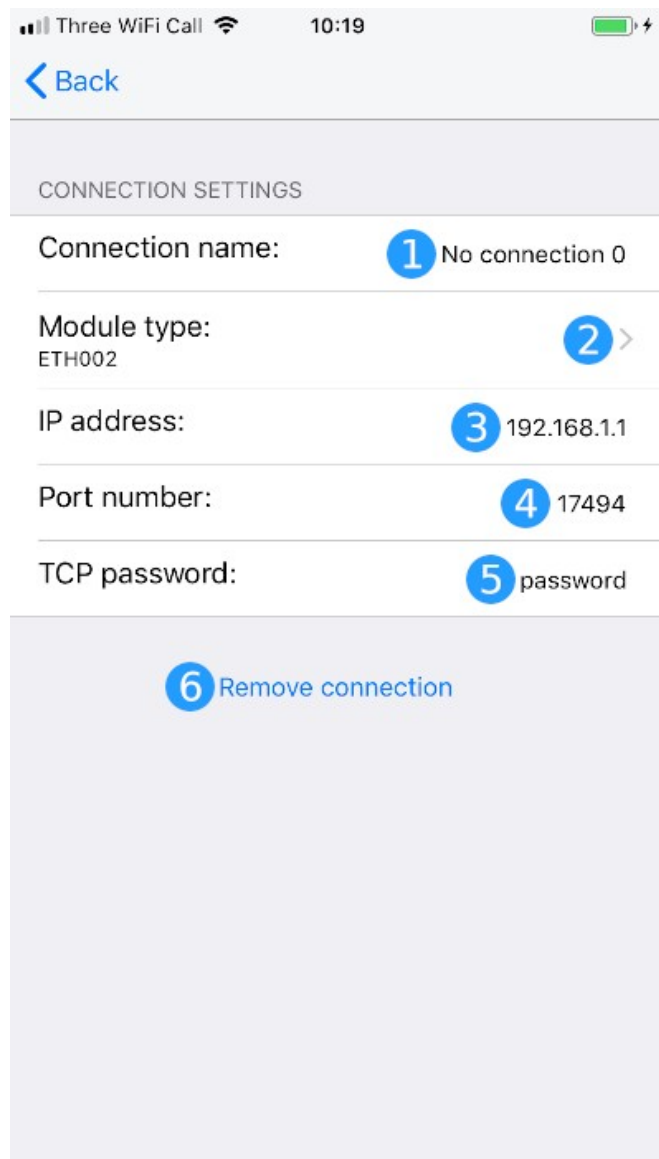 Three WiFi Call 10:19
Back
CONNECTION SETTINGS
Connection name: 1 No connection 0
Module type: 2
ETH002
IP address: 3 192.168.1.1
Port number: 4 17494
TCP password: 5 password
6 Remove connection